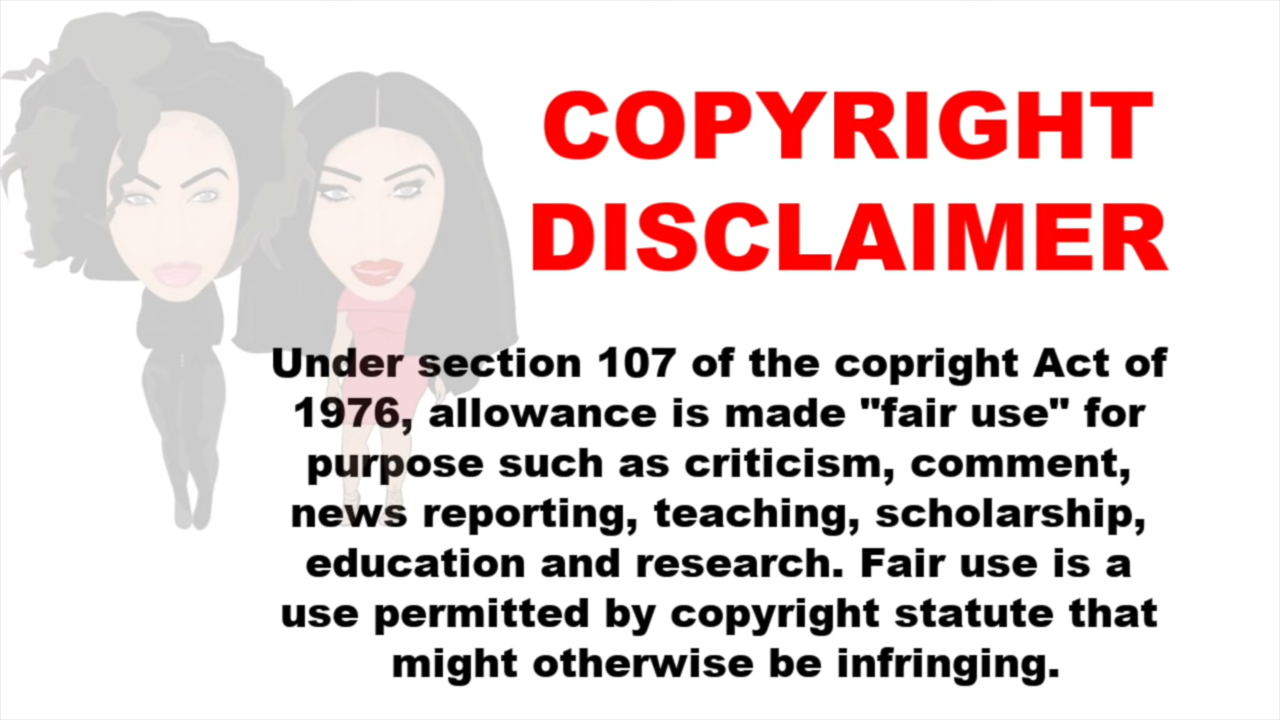 COPYRIGHT
DISCLAIMER
Under section 107 of the copright Act of
1976, allowance is made "fair use" for
purpose such as criticism, comment,
news reporting, teaching, scholarship,
education and research. Fair use is a
use permitted by copyright statute that
might otherwise be infringing.